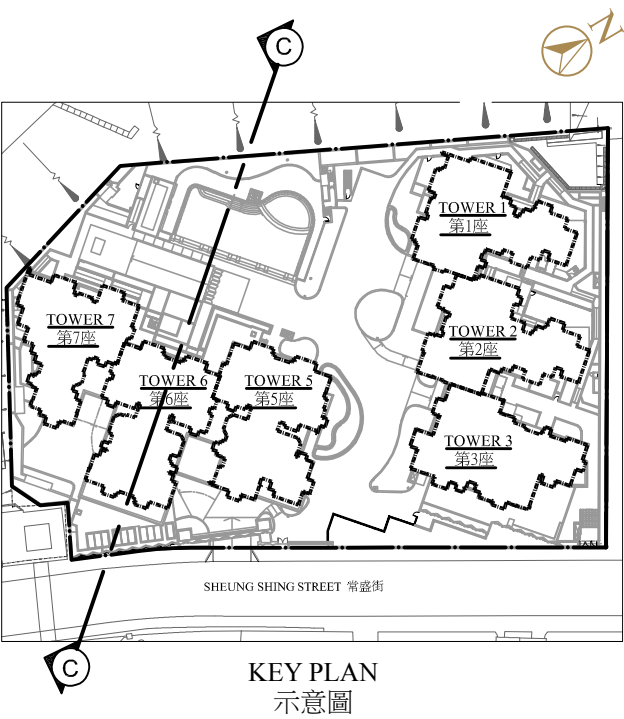 N
C
TOWER 1
第1座
TOWER 2
第2座
TOWER 3
第3座
TOWER 7
第7座
TOWER 6
第6座
TOWER 5
第5座
SHEUNG SHING STREET 常盛街
C
KEY PLAN
示意圖